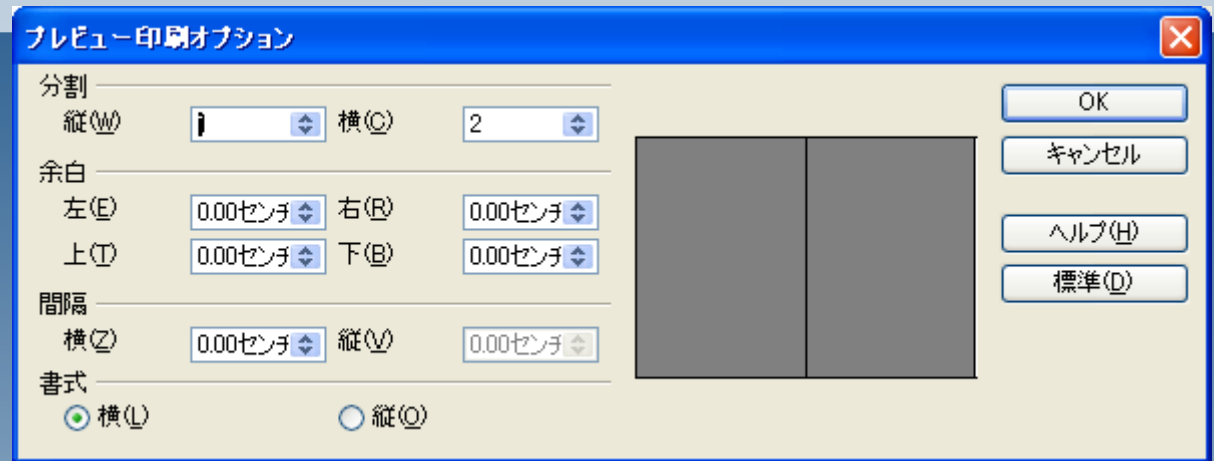 プレビュー印刷オプション
分割
縦(W) 1 横(C) 2
余白
左(E) 0.00センチ 右(R) 0.00センチ
上(T) 0.00センチ 下(B) 0.00センチ
間隔
横(Z) 0.00センチ 縦(V) 0.00センチ
書式
横(L) 縦(O)
OK
キャンセル
ヘルプ(H)
標準(D)